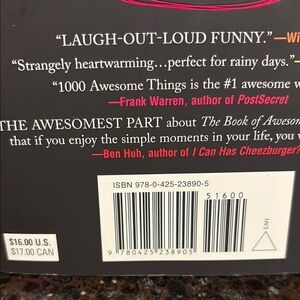 "LAUGH-OUT-LOUD FUNNY."—Wi
"Strangely heartwarming…perfect for rainy days."—
"1000 Awesome Things is the #1 awesome w
—Frank Warren, author of PostSecret
THE AWESOMEST PART about The Book of Awesom
that if you enjoy the simple moments in your life, you w
—Ben Huh, author of I Can Has Cheezburger?
ISBN 978-0-425-23890-5
51600
9 780425 238905
EAN
$16.00 U.S.
$17.00 CAN